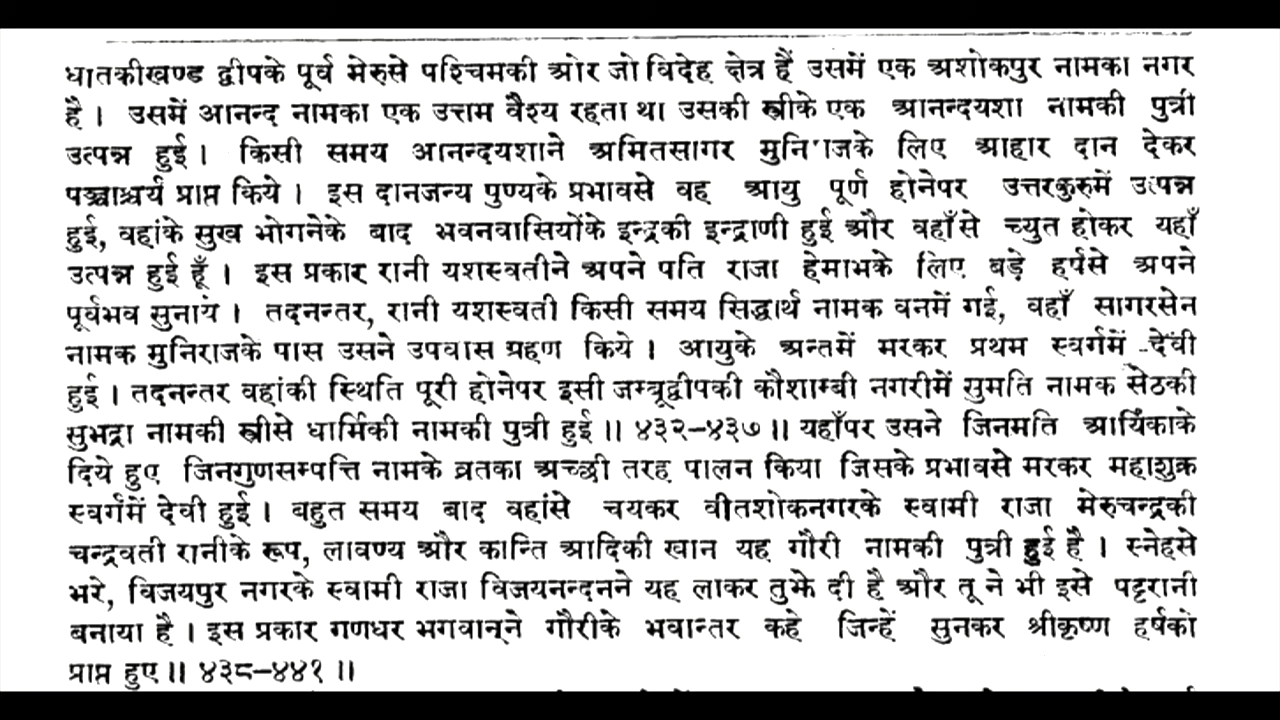 धातकीखण्ड द्वीपके पूर्व मेरुसे पश्चिमकी ओर जो विदेह क्षेत्र हैं उसमें एक अशोकपुर नामका नगर
है । उसमें आनन्द नामका एक उत्तम वैश्य रहता था उसकी स्त्रीके एक आनन्दयशा नामकी पुत्री
उत्पन्न हुई । किसी समय आनन्दयशाने अमितसागर के लिए आहार दान देकर
पञ्चाश्चर्य प्राप्त किये । इस दानजन्य पुण्यके प्रभावसे वह आयु पूर्ण होनेपर उत्तरकुरुमें उत्पन्न
हुई, वहांके सुख भोगनेके बाद भवनवासियोंके इन्द्रकी इन्द्राणी हुई और वहाँसे च्युत होकर यहाँ
उत्पन्न हुई हूँ । इस प्रकार रानी यशस्वतीने अपने पति राजा हेमाभके लिए बड़े हर्षसे अपने
पूर्वभव सुनाये । तदनन्तर, रानी यशस्वती किसी समय सिद्धार्थ नामक वनमें गई, वहाँ सागरसेन
नामक मुनिराजके पास उसने उपवास ग्रहण किये । आयुके अन्तमें मरकर प्रथम स्वर्गमें देवी
हुई । तदनन्तर वहांकी स्थिति पूरी होनेपर इसी जम्बूद्वीपकी कौशाम्बी नगरीमें सुमति नामक सेठकी
सुभद्रा नामकी स्त्रीसे धार्मिकी नामकी पुत्री हुई ॥ ४३२–४३७ ॥ यहाँपर उसने जिनमति आर्यिकाके
दिये हुए जिनगुणसम्पत्ति नामके व्रतका अच्छी तरह पालन किया जिसके प्रभावसे मरकर महाशुक्र
स्वर्गमें देवी हुई । बहुत समय बाद वहांसे चयकर वीतशोकनगरके स्वामी राजा मेरुचन्द्रकी
चन्द्रवती रानीके रूप, लावण्य और कान्ति आदिकी खान यह गौरी नामकी पुत्री हुई है । स्नेहसे
भरे, विजयपुर नगरके स्वामी राजा विजयनन्दनने यह लाकर तुझे दी है और तू ने भी इसे पट्टरानी
बनाया है । इस प्रकार गणधर भगवान्‌ने गौरीके भवान्तर कहे जिन्हें सुनकर श्रीकृष्ण हर्षको
प्राप्त हुए ॥ ४३८–४४१ ॥